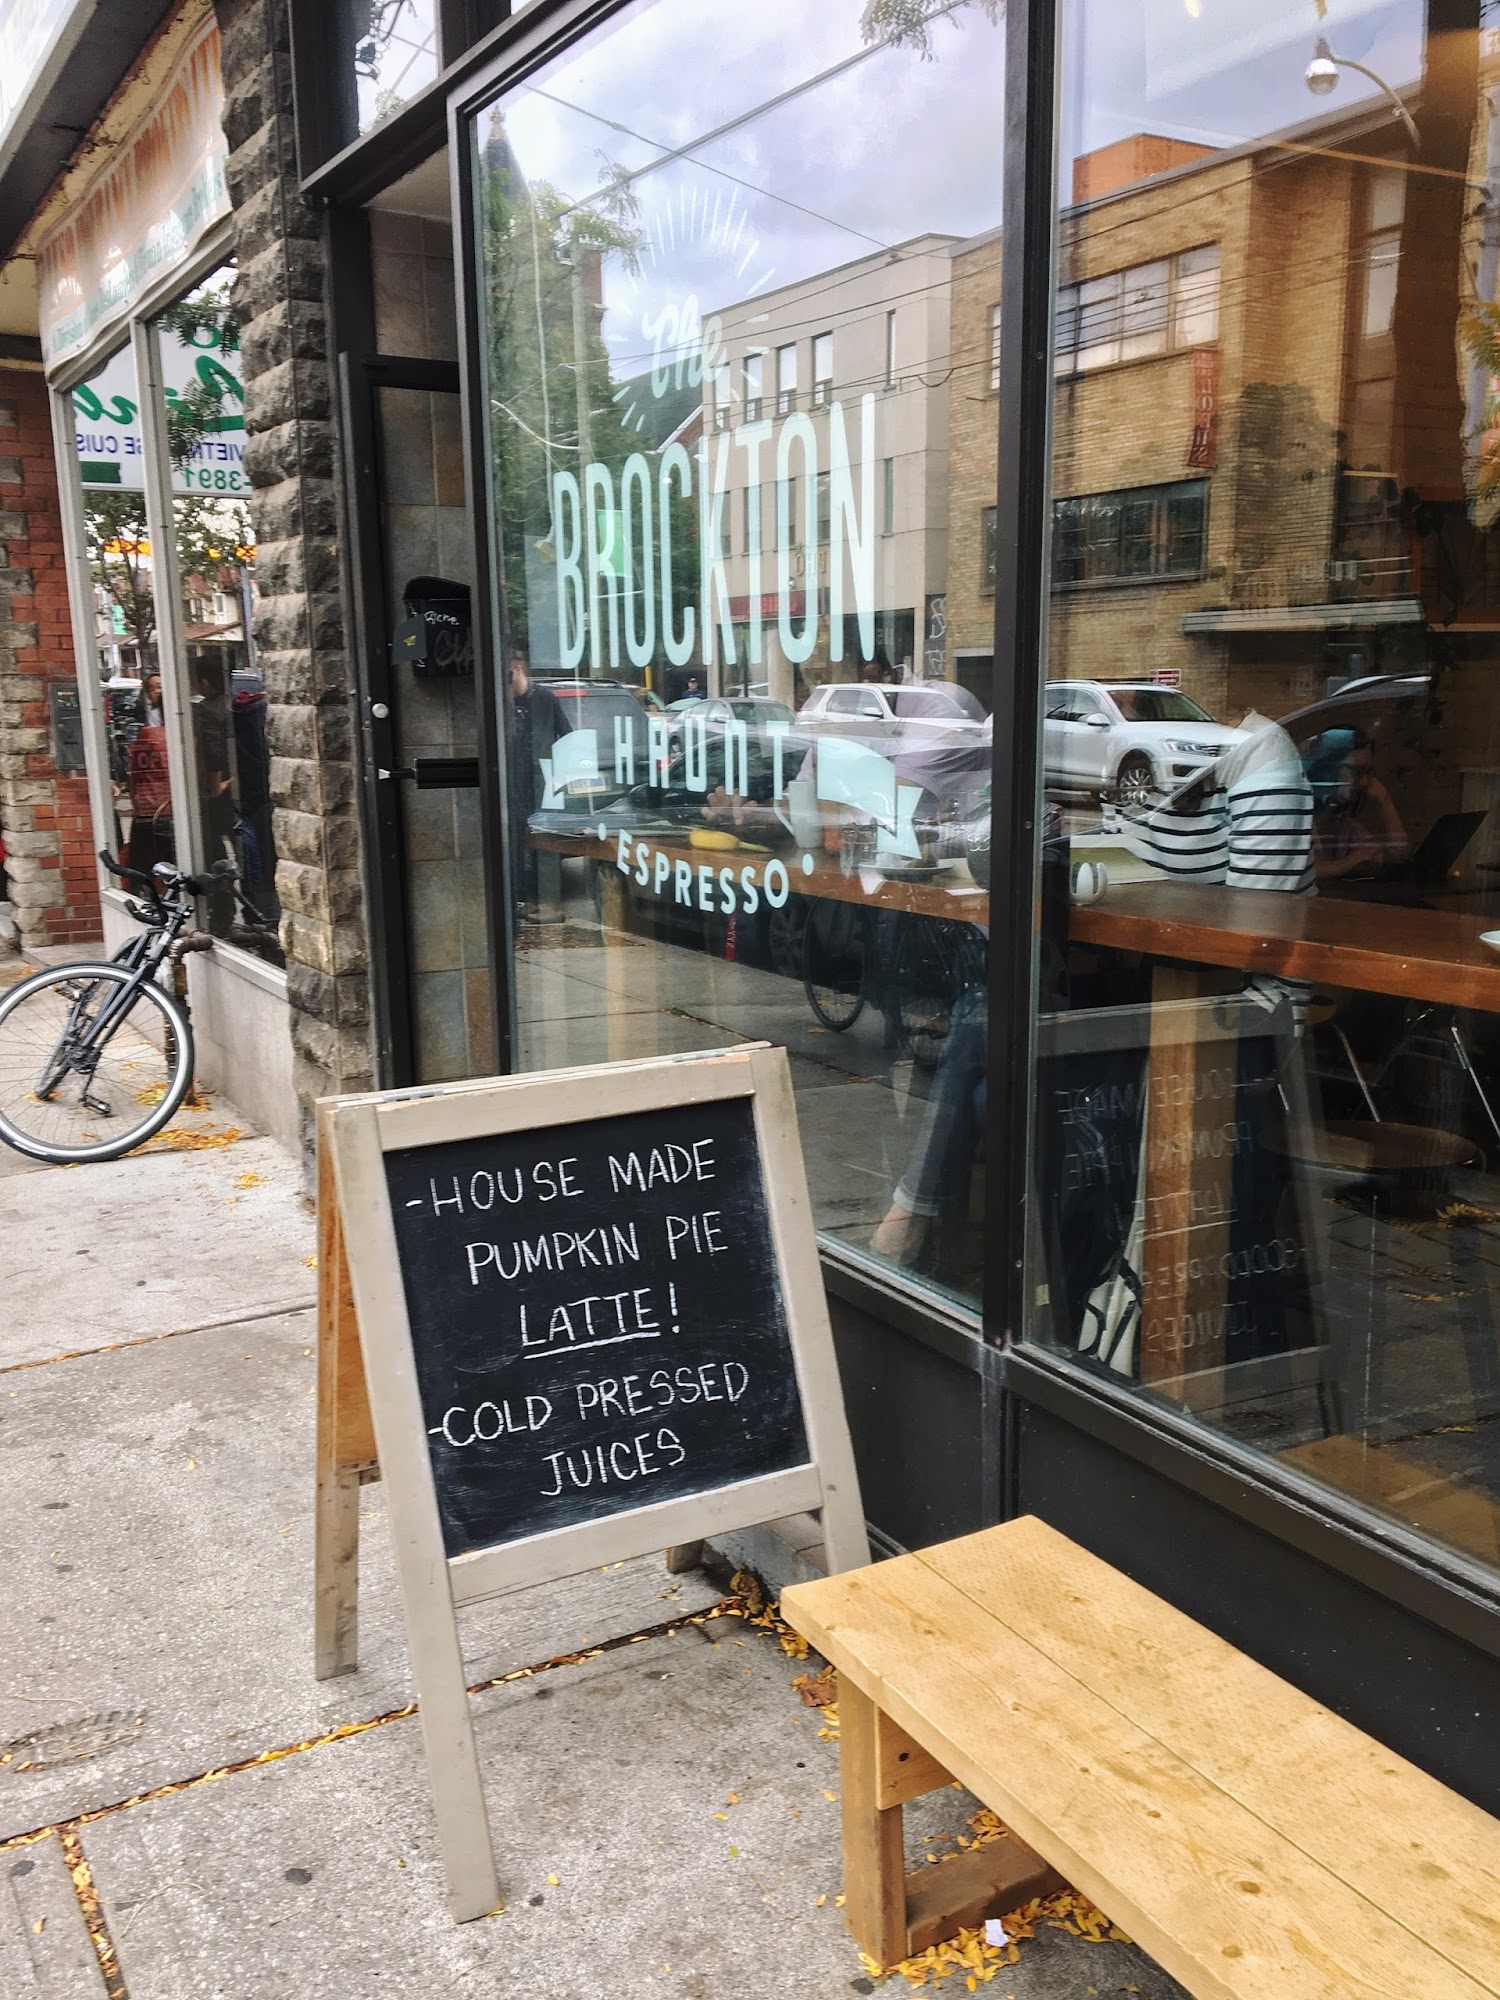 the
BROCKTON
HAUNT
• ESPRESSO •
-HOUSE MADE
PUMPKIN PIE
LATTE!
-COLD PRESSED
JUICES